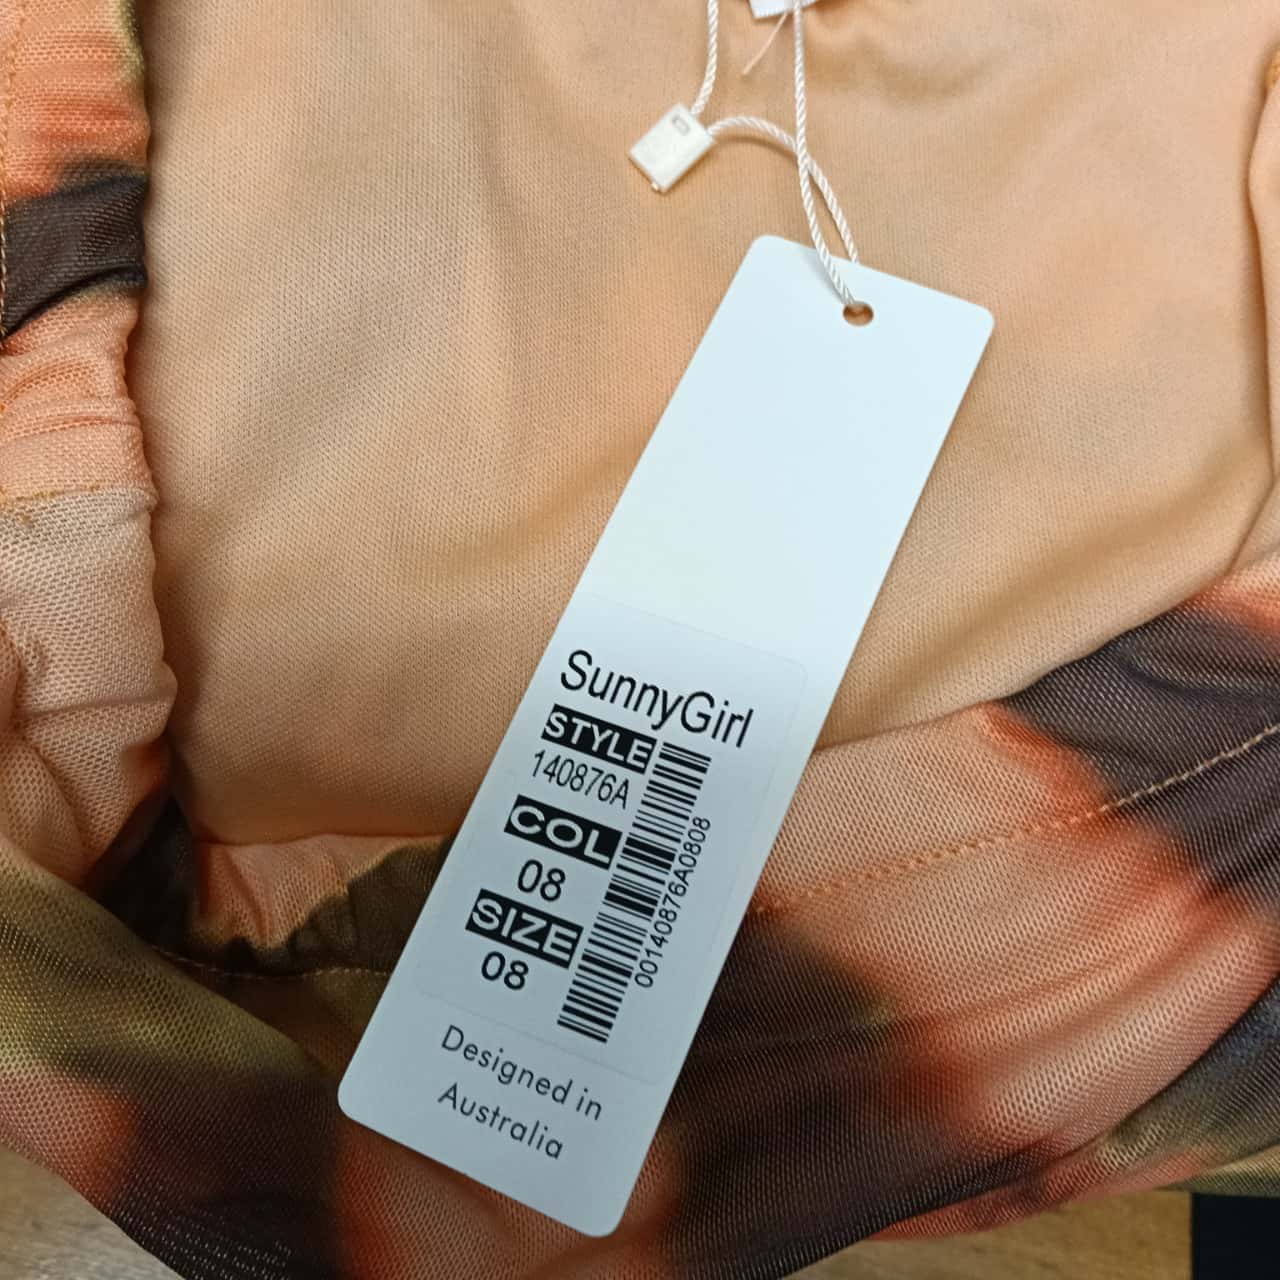 SunnyGirl
STYLE
140876A
COL
08
SIZE
08
00140876A0808
Designed in
Australia